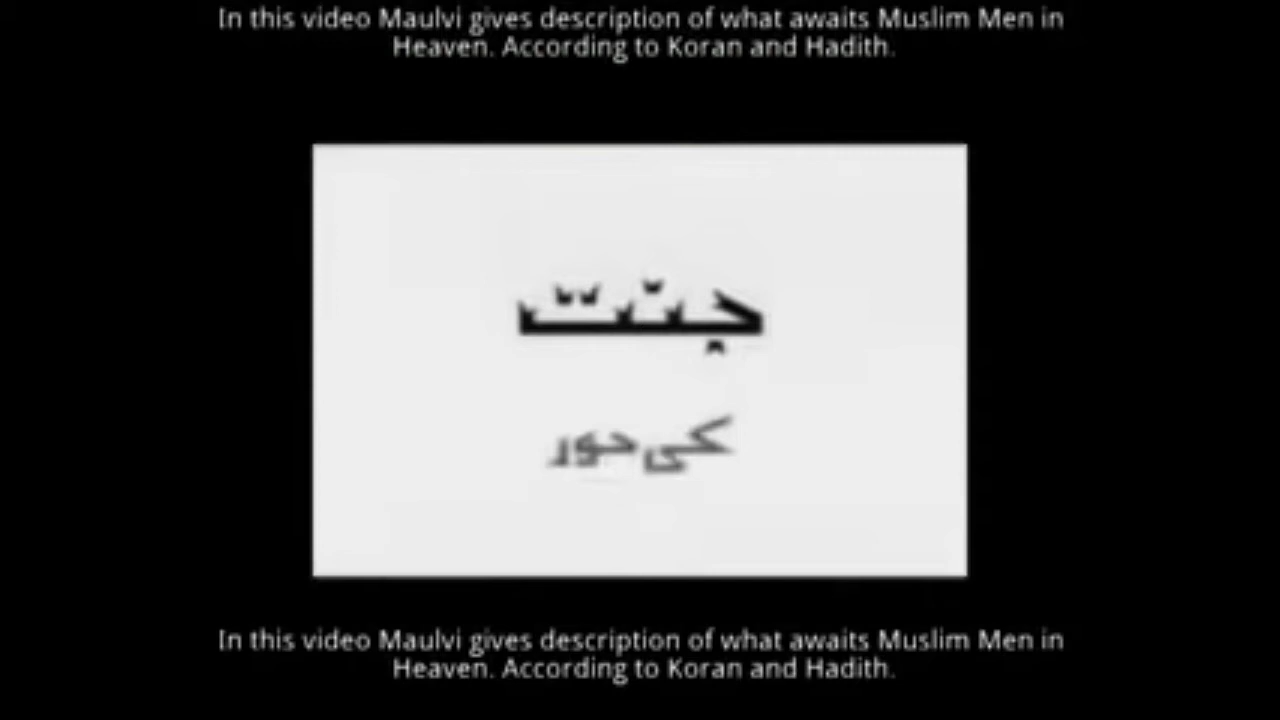 In this video Maulvi gives description of what awaits Muslim Men in
Heaven. According to Koran and Hadith.
جنّت
کی حور
In this video Maulvi gives description of what awaits Muslim Men in
Heaven. According to Koran and Hadith.